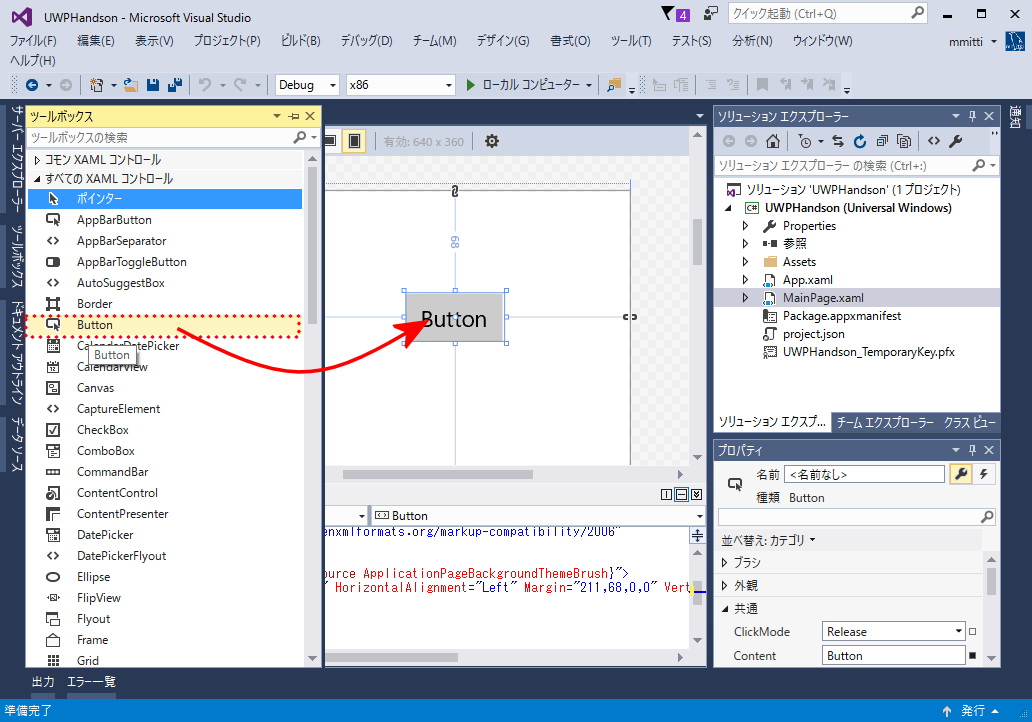 UWPHandson - Microsoft Visual Studio
4
クイック起動 (Ctrl+Q)
ファイル(F) 編集(E) 表示(V) プロジェクト(P) ビルド(B) デバッグ(D) チーム(M) デザイン(G) 書式(O) ツール(T) テスト(S) 分析(N) ウィンドウ(W)
mmitti
ヘルプ(H)
Debug x86 ローカル コンピューター
サーバー エクスプローラー
ツールボックス
ドキュメント アウトライン
データ ソース
ツールボックス
ツールボックスの検索
コモン XAML コントロール
すべての XAML コントロール
ポインター
AppBarButton
AppBarSeparator
AppBarToggleButton
AutoSuggestBox
Border
Button
CalendarDatePicker
Button
CalendarView
Canvas
CaptureElement
CheckBox
ComboBox
CommandBar
ContentControl
ContentPresenter
DatePicker
DatePickerFlyout
Ellipse
FlipView
Flyout
Frame
Grid
有効: 640 x 360
68
Button
Button
enxmlformats.org/markup-compatibility/2006"
ource ApplicationPageBackgroundThemeBrush}">
" HorizontalAlignment="Left" Margin="211,68,0,0" Vert
ソリューション エクスプローラー
ソリューション エクスプローラー の検索 (Ctrl+:)
ソリューション 'UWPHandson' (1 プロジェクト)
C#
UWPHandson (Universal Windows)
Properties
参照
Assets
App.xaml
MainPage.xaml
Package.appxmanifest
project.json
UWPHandson_TemporaryKey.pfx
ソリューション エクスプ... チーム エクスプローラー クラス ビュー
プロパティ
名前 <名前なし>
種類 Button
並べ替え: カテゴリ
ブラシ
外観
共通
ClickMode Release
Content Button
通知
出力 エラー一覧
準備完了
発行